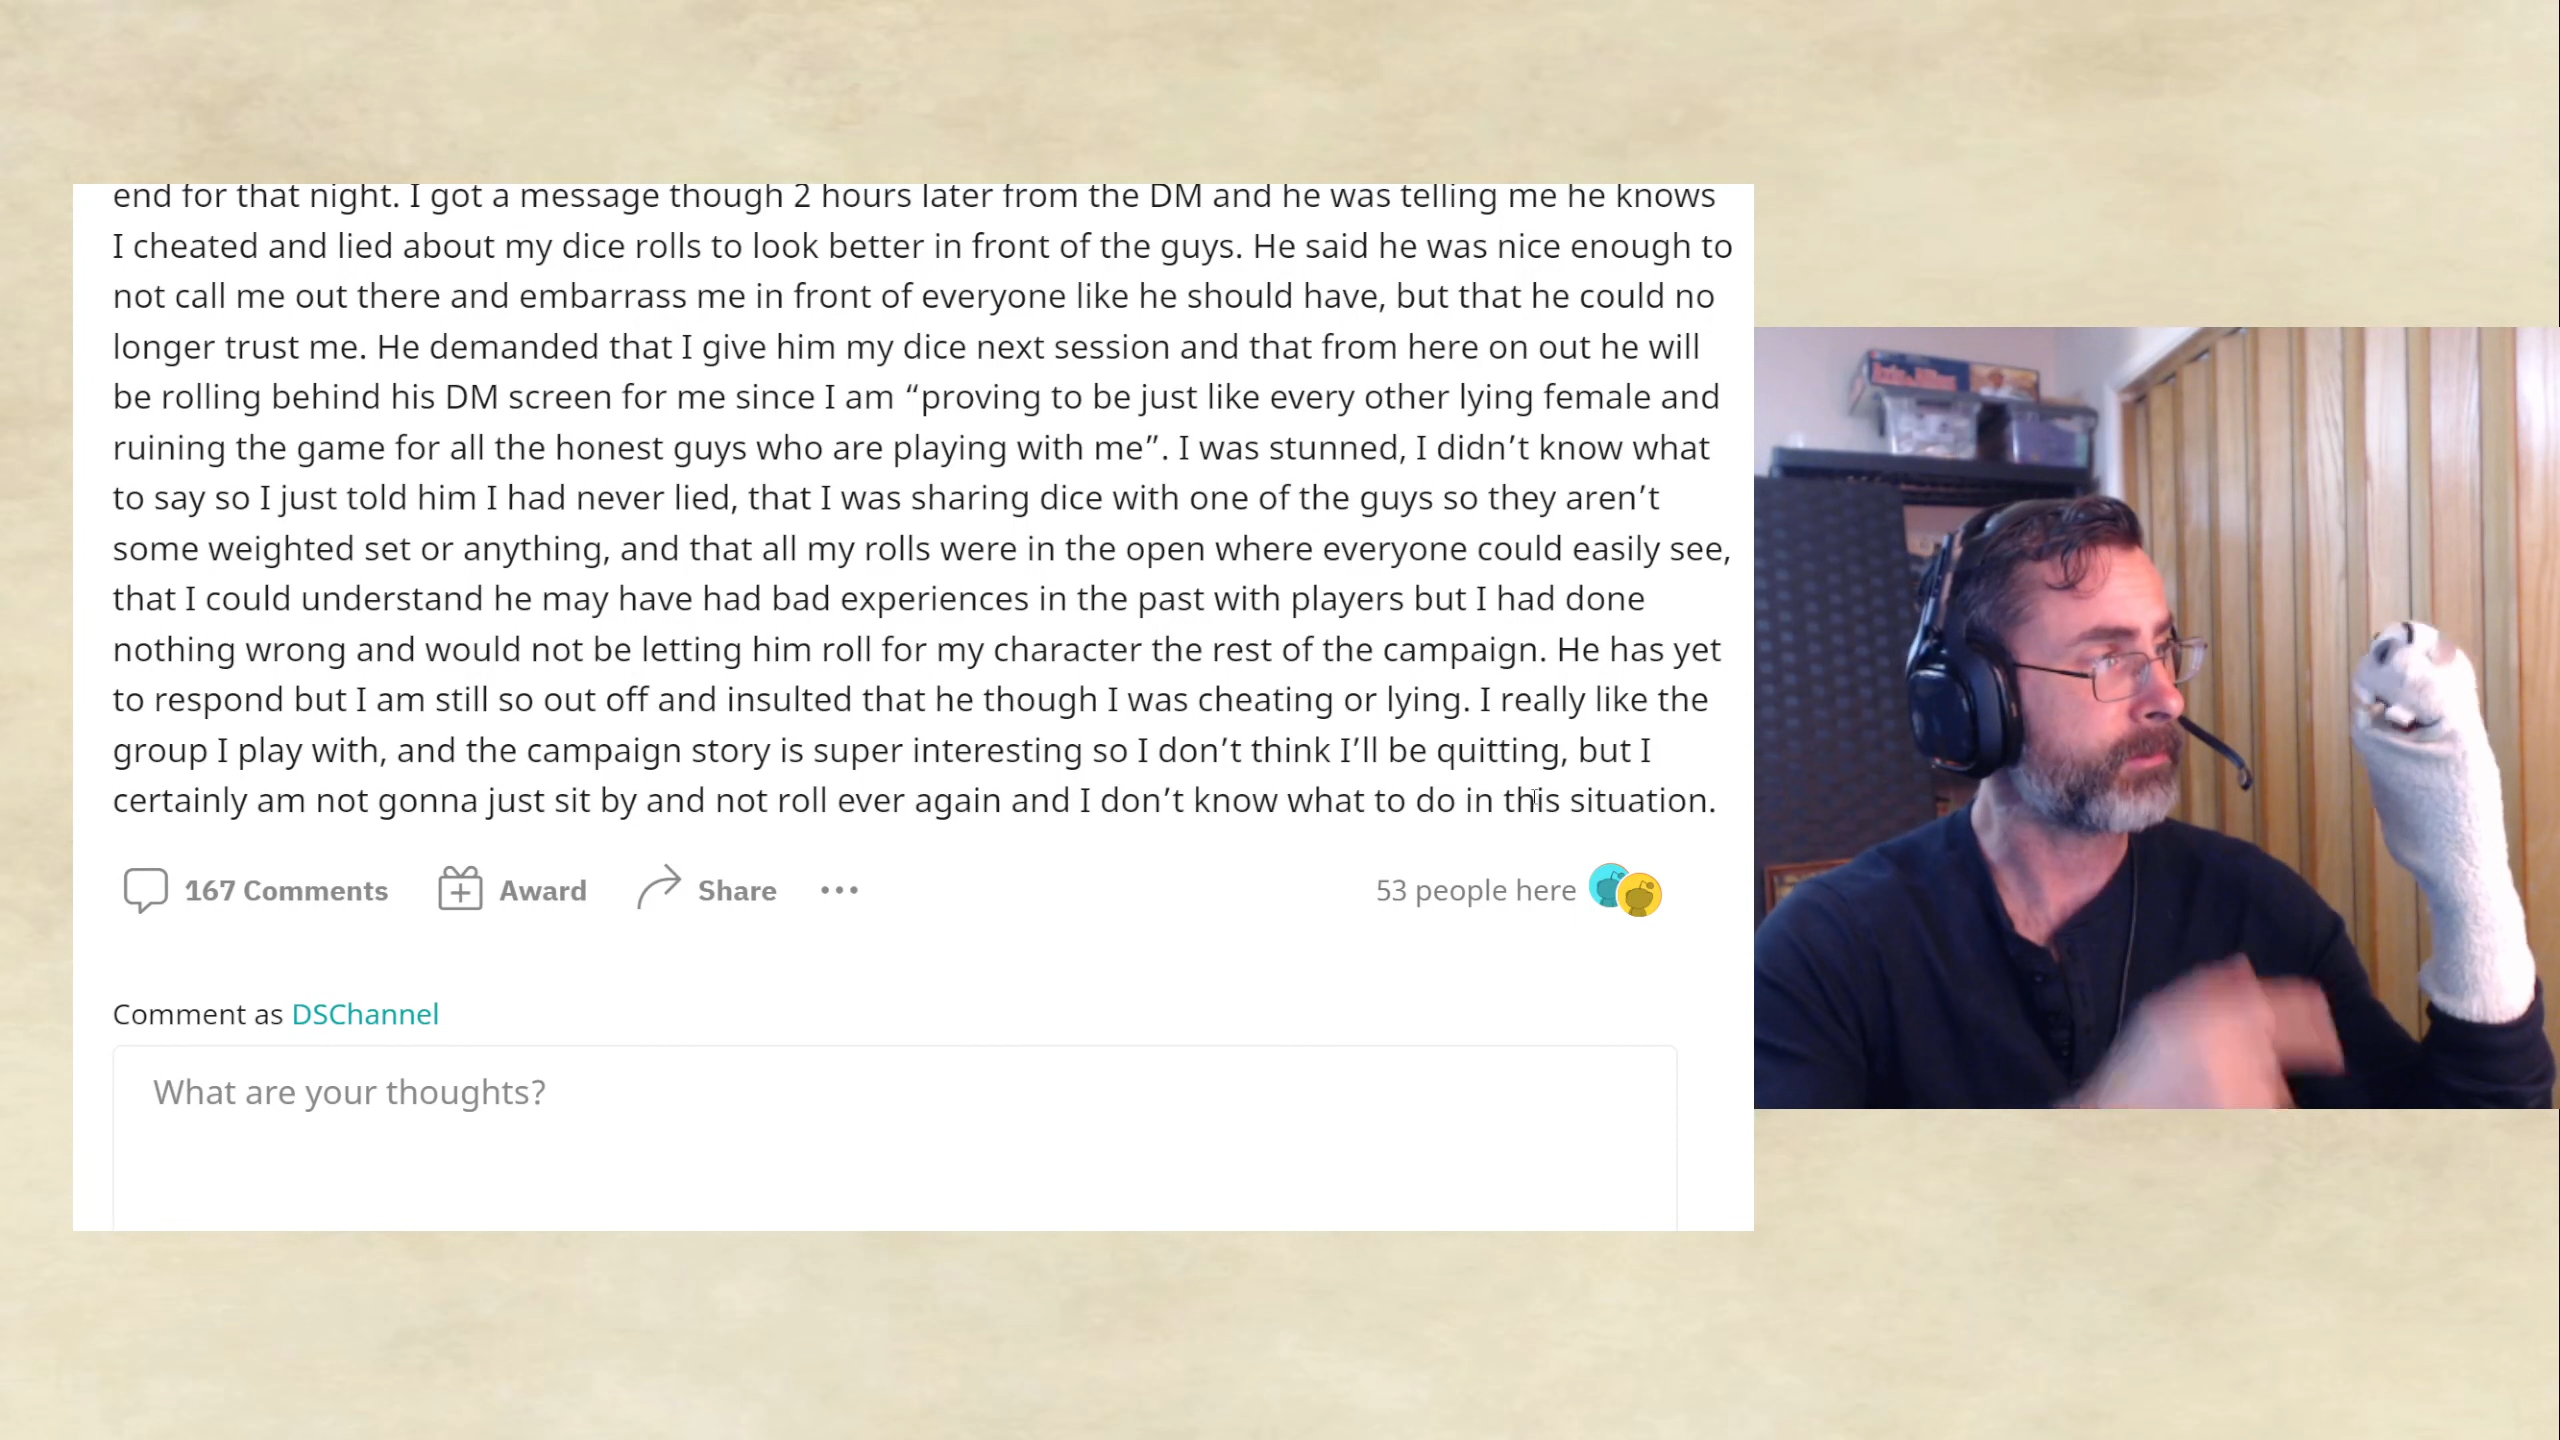 end for that night. I got a message though 2 hours later from the DM and he was telling me he knows
I cheated and lied about my dice rolls to look better in front of the guys. He said he was nice enough to
not call me out there and embarrass me in front of everyone like he should have, but that he could no
longer trust me. He demanded that I give him my dice next session and that from here on out he will
be rolling behind his DM screen for me since I am “proving to be just like every other lying female and
ruining the game for all the honest guys who are playing with me”. I was stunned, I didn’t know what
to say so I just told him I had never lied, that I was sharing dice with one of the guys so they aren’t
some weighted set or anything, and that all my rolls were in the open where everyone could easily see,
that I could understand he may have had bad experiences in the past with players but I had done
nothing wrong and would not be letting him roll for my character the rest of the campaign. He has yet
to respond but I am still so out off and insulted that he though I was cheating or lying. I really like the
group I play with, and the campaign story is super interesting so I don’t think I’ll be quitting, but I
certainly am not gonna just sit by and not roll ever again and I don’t know what to do in this situation.
167 Comments Award Share 53 people here
Comment as DSChannel
What are your thoughts?